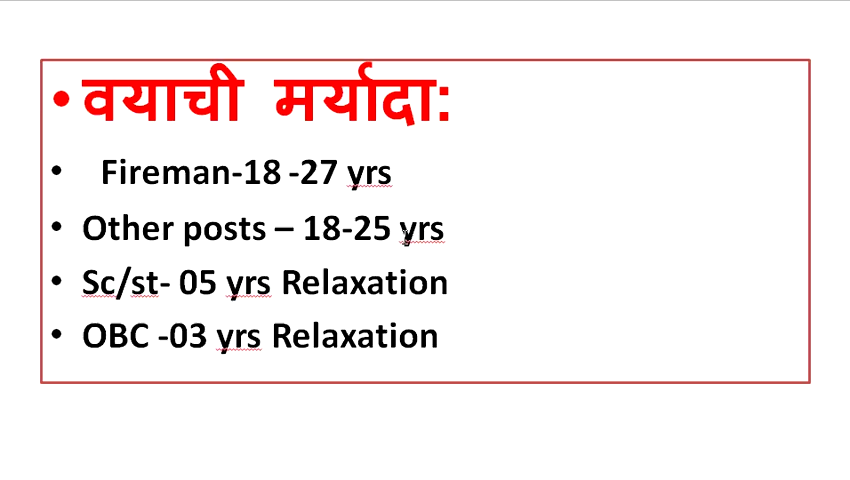 • वयाची मर्यादा:
• Fireman-18 -27 yrs
• Other posts – 18-25 yrs
• Sc/st- 05 yrs Relaxation
• OBC -03 yrs Relaxation